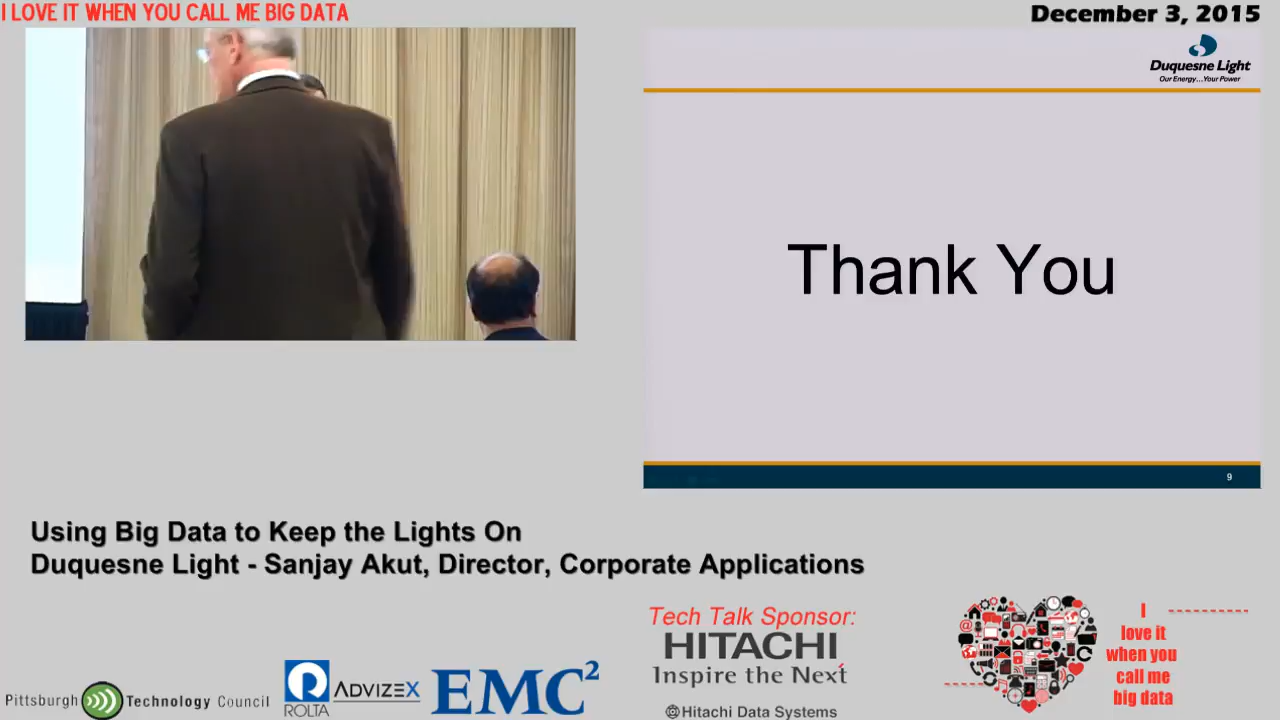 I LOVE IT WHEN YOU CALL ME BIG DATA
December 3, 2015
Duquesne Light
Our Energy...Your Power
Thank You
9
Using Big Data to Keep the Lights On
Duquesne Light - Sanjay Akut, Director, Corporate Applications
Tech Talk Sponsor:
HITACHI
Inspire the Next
Hitachi Data Systems
Pittsburgh Technology Council
ROLTA
ADVIZEX
EMC²
I
love it
when you
call me
big data